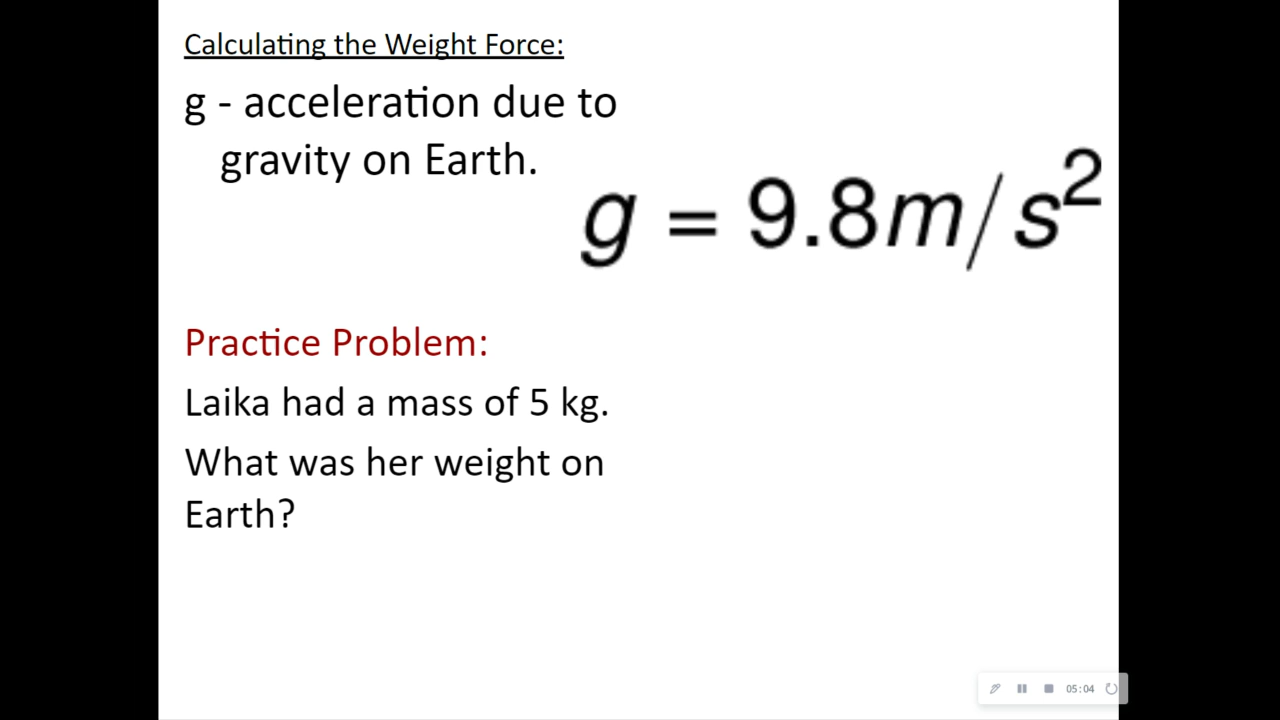 Calculating the Weight Force:
g - acceleration due to
gravity on Earth.
g = 9.8m/s²
Practice Problem:
Laika had a mass of 5 kg.
What was her weight on
Earth?
05:04